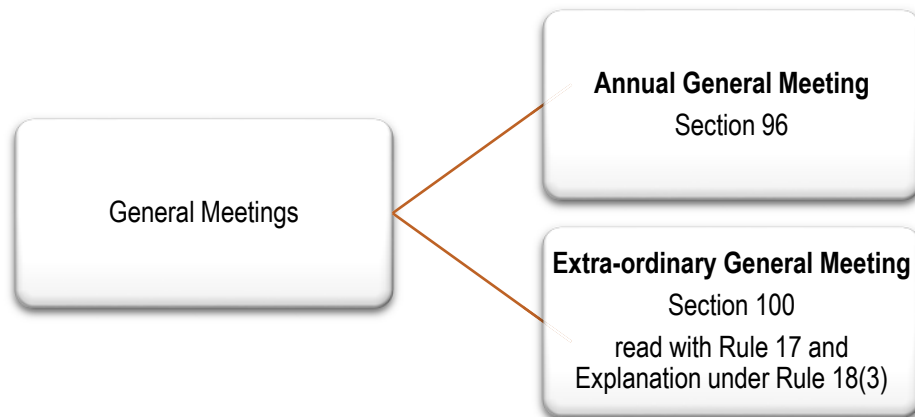 General Meetings
Annual General Meeting
Section 96
Extra-ordinary General Meeting
Section 100
read with Rule 17 and
Explanation under Rule 18(3)